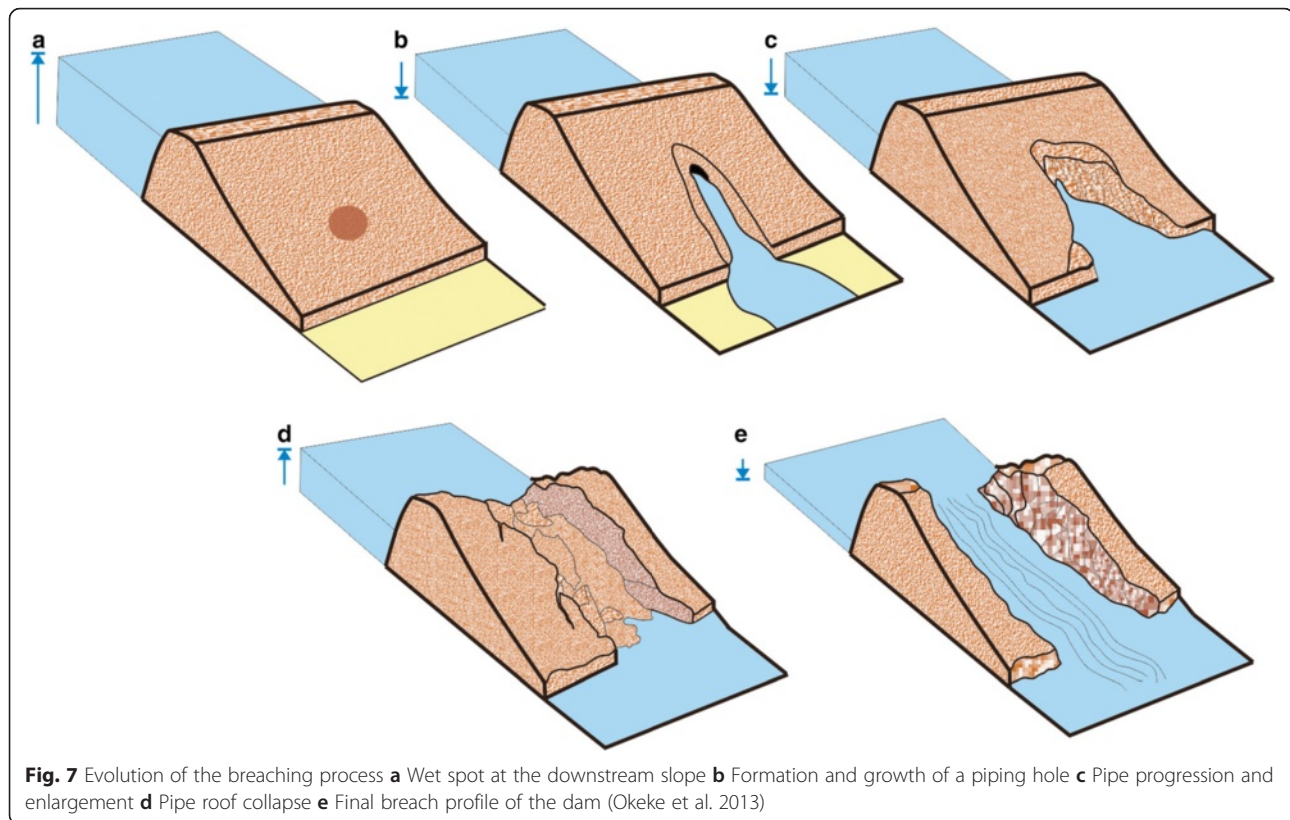 a
b
c
d
e
Fig. 7 Evolution of the breaching process a Wet spot at the downstream slope b Formation and growth of a piping hole c Pipe progression and
enlargement d Pipe roof collapse e Final breach profile of the dam (Okeke et al. 2013)